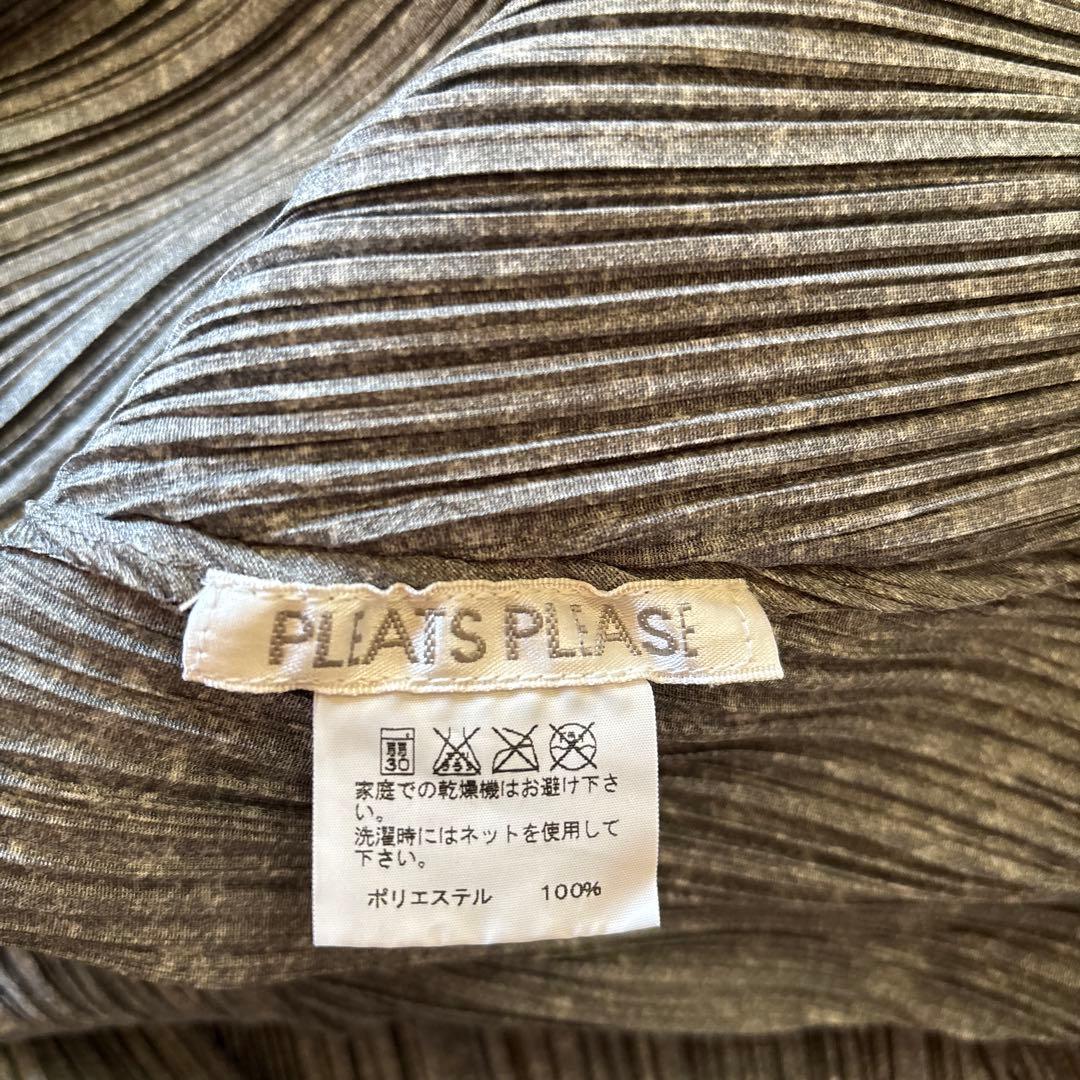 PLEATS PLEASE
弱
30
家庭での乾燥機はお避け下さ
い。
洗濯時にはネットを使用して
下さい。
ポリエステル 100%